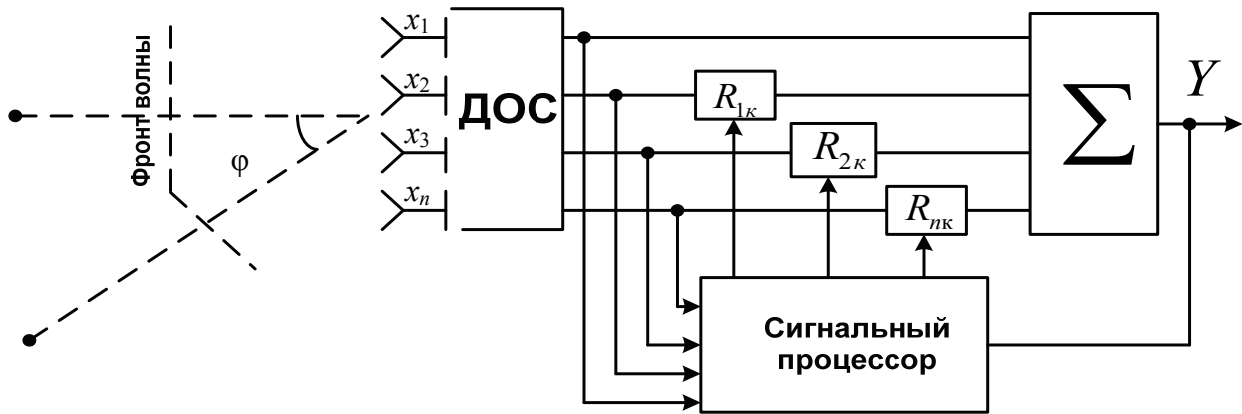 Фронт волны
φ
x1
x2
x3
xn
ДОС
R1к
R2к
Rnк
Σ
Y
Сигнальный
процессор